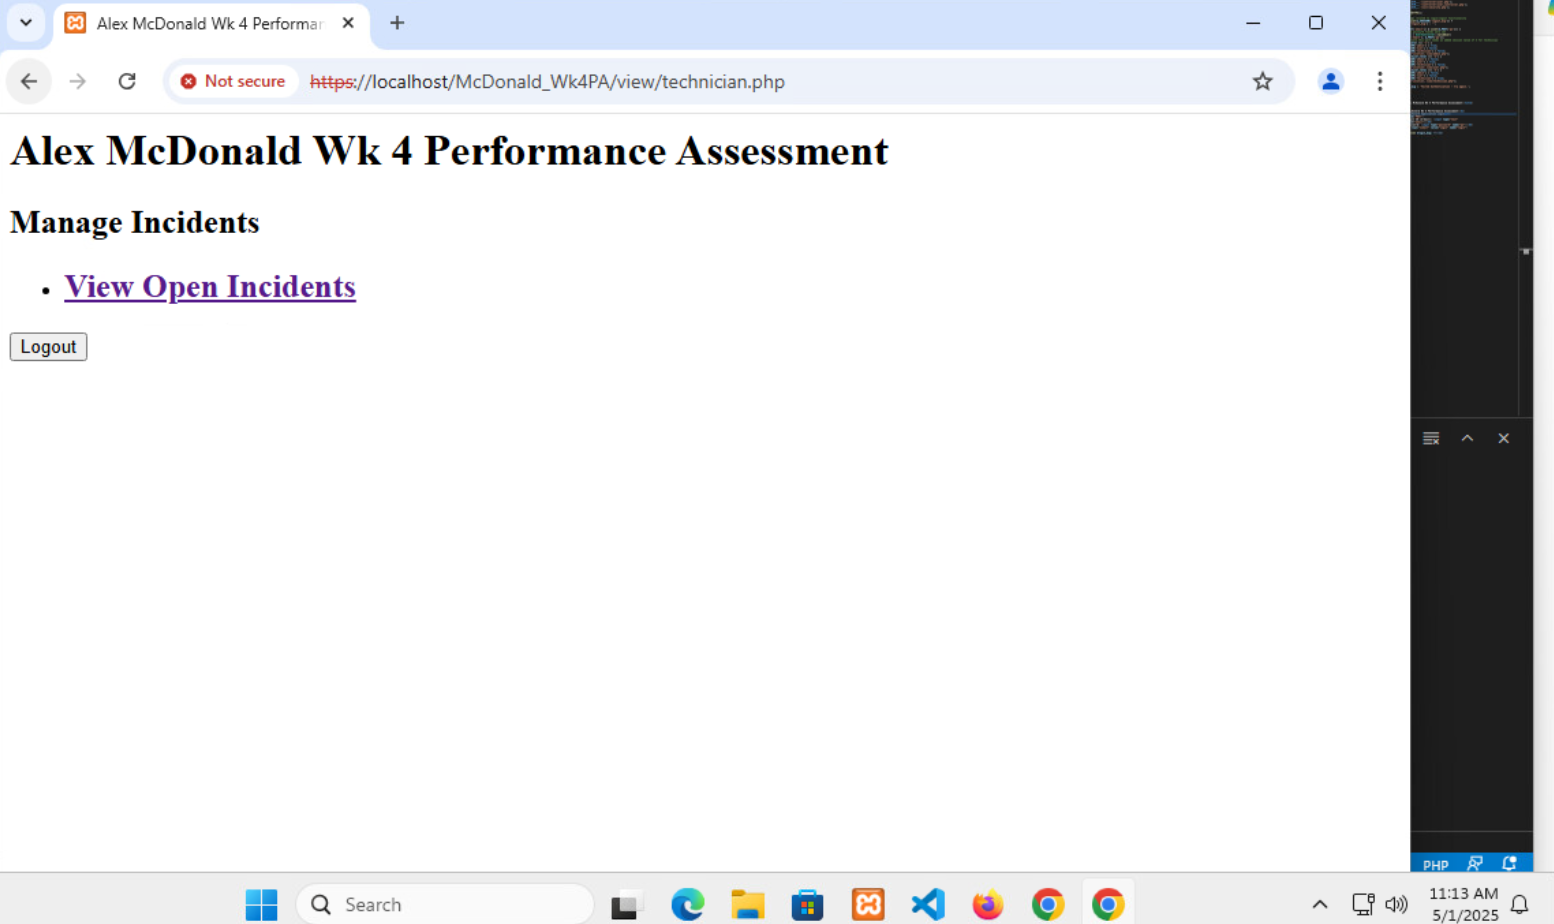 Alex McDonald Wk 4 Performar
Not secure
https://localhost/McDonald_Wk4PA/view/technician.php
Alex McDonald Wk 4 Performance Assessment
Manage Incidents
• View Open Incidents
Logout
PHP
Search
11:13 AM
5/1/2025